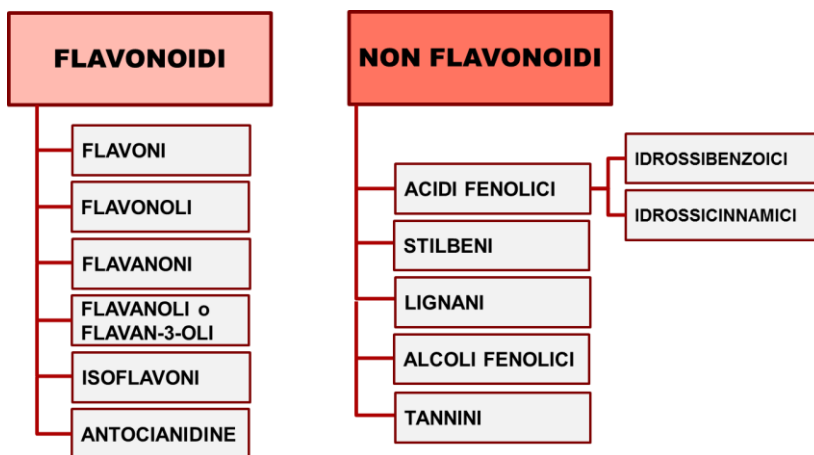 FLAVONOIDI
FLAVONI
FLAVONOLI
FLAVANONI
FLAVANOLI o
FLAVAN-3-OLI
ISOFLAVONI
ANTOCIANIDINE
NON FLAVONOIDI
ACIDI FENOLICI
IDROSSIBENZOICI
IDROSSICINNAMICI
STILBENI
LIGNANI
ALCOLI FENOLICI
TANNINI